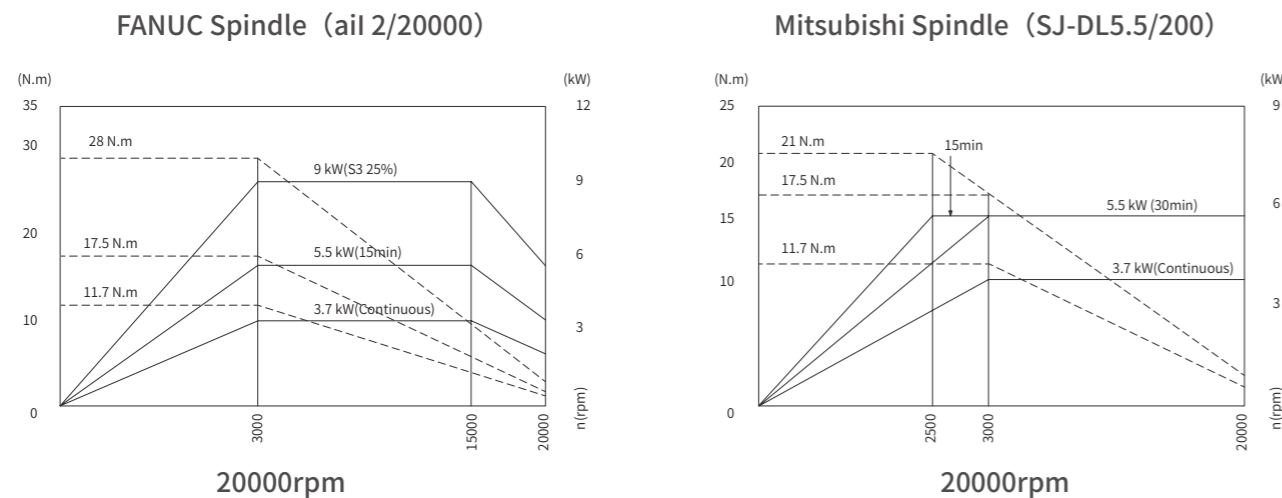 FANUC Spindle（aiI 2/20000）
(N.m)
(kW)
35
12
30
28 N.m
9 kW(S3 25%)
9
20
17.5 N.m
5.5 kW(15min)
6
11.7 N.m
10
3.7 kW(Continuous)
3
0
3000
15000
20000
n(rpm)
20000rpm
Mitsubishi Spindle（SJ-DL5.5/200）
(N.m)
(kW
25
9
21 N.m
15min
20
17.5 N.m
5.5 kW (30min)
6
15
11.7 N.m
3.7 kW(Continuous)
10
3
0
2500
3000
20000
n(rpm)
20000rpm